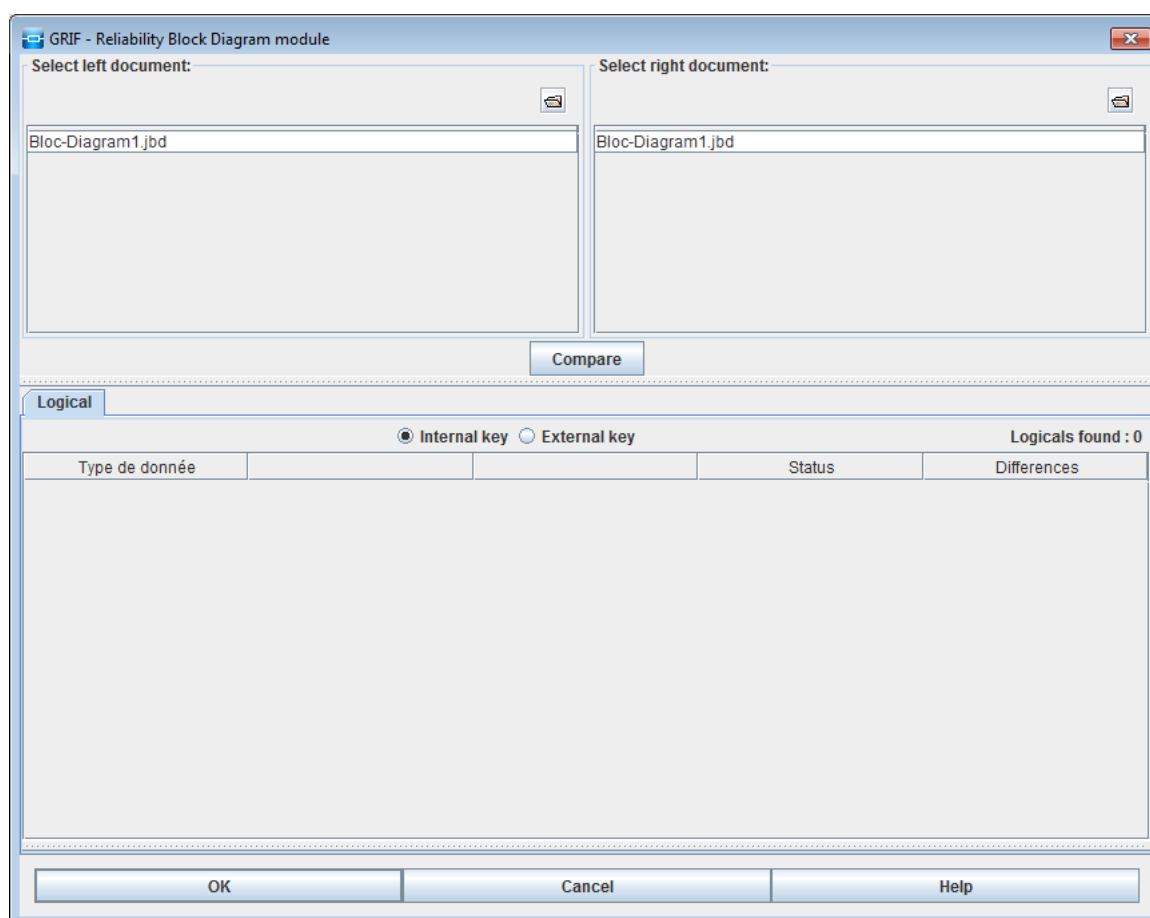 GRIF - Reliability Block Diagram module
Select left document:
Select right document:
Bloc-Diagram1.jbd
Bloc-Diagram1.jbd
Compare
Logical
Internal key External key Logicals found : 0
Type de donnée Status Differences
OK Cancel Help